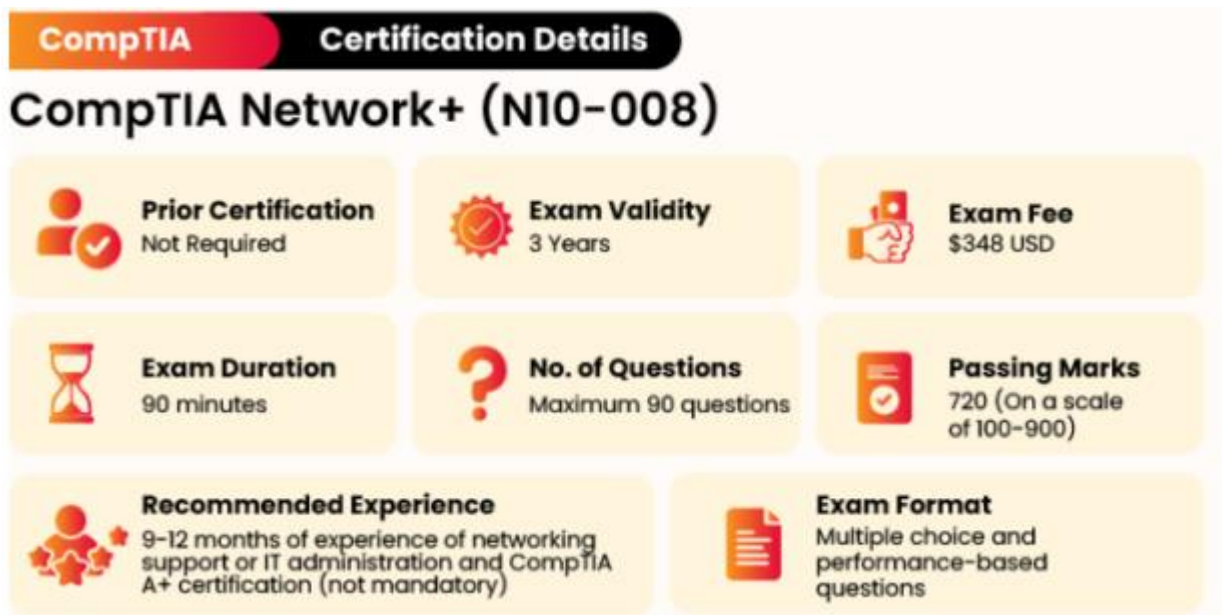 CompTIA Certification Details
CompTIA Network+ (N10-008)
Prior Certification
Not Required
Exam Validity
3 Years
Exam Fee
$348 USD
Exam Duration
90 minutes
No. of Questions
Maximum 90 questions
Passing Marks
720 (On a scale
of 100-900)
Recommended Experience
9-12 months of experience of networking
support or IT administration and CompTIA
A+ certification (not mandatory)
Exam Format
Multiple choice and
performance-based
questions